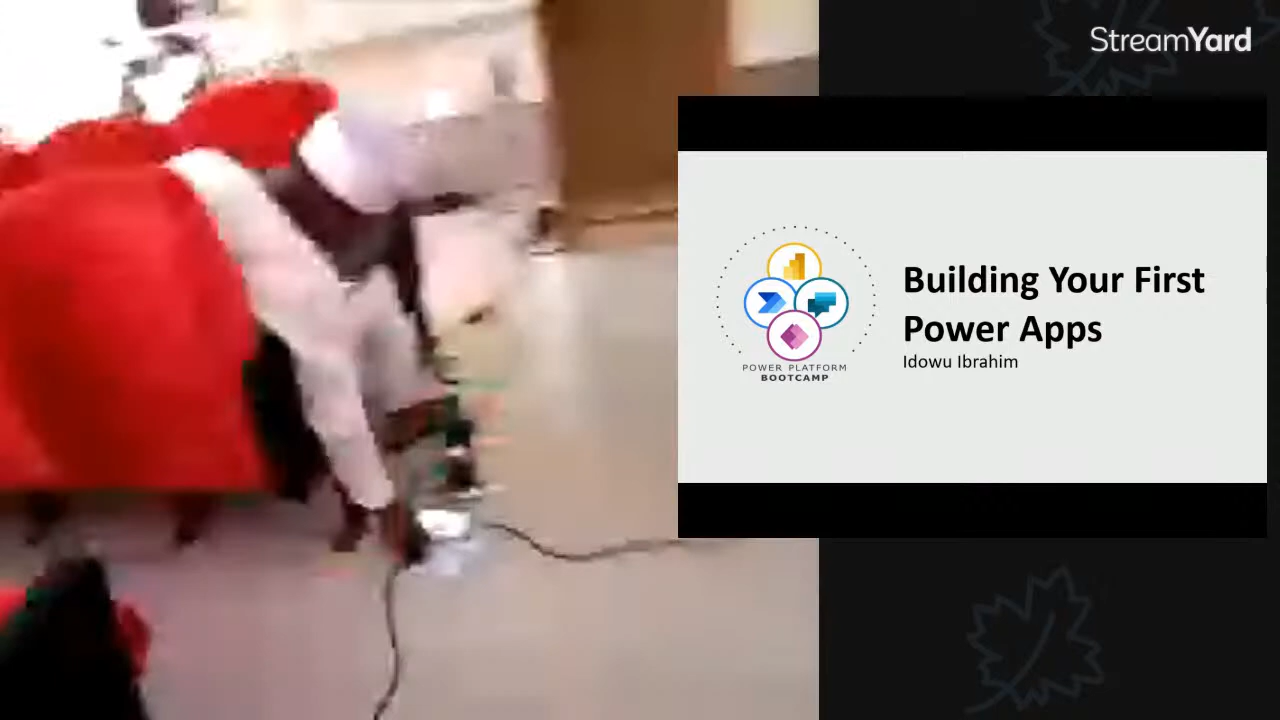 StreamYard
Building Your First
Power Apps
Idowu Ibrahim
POWER PLATFORM
BOOTCAMP